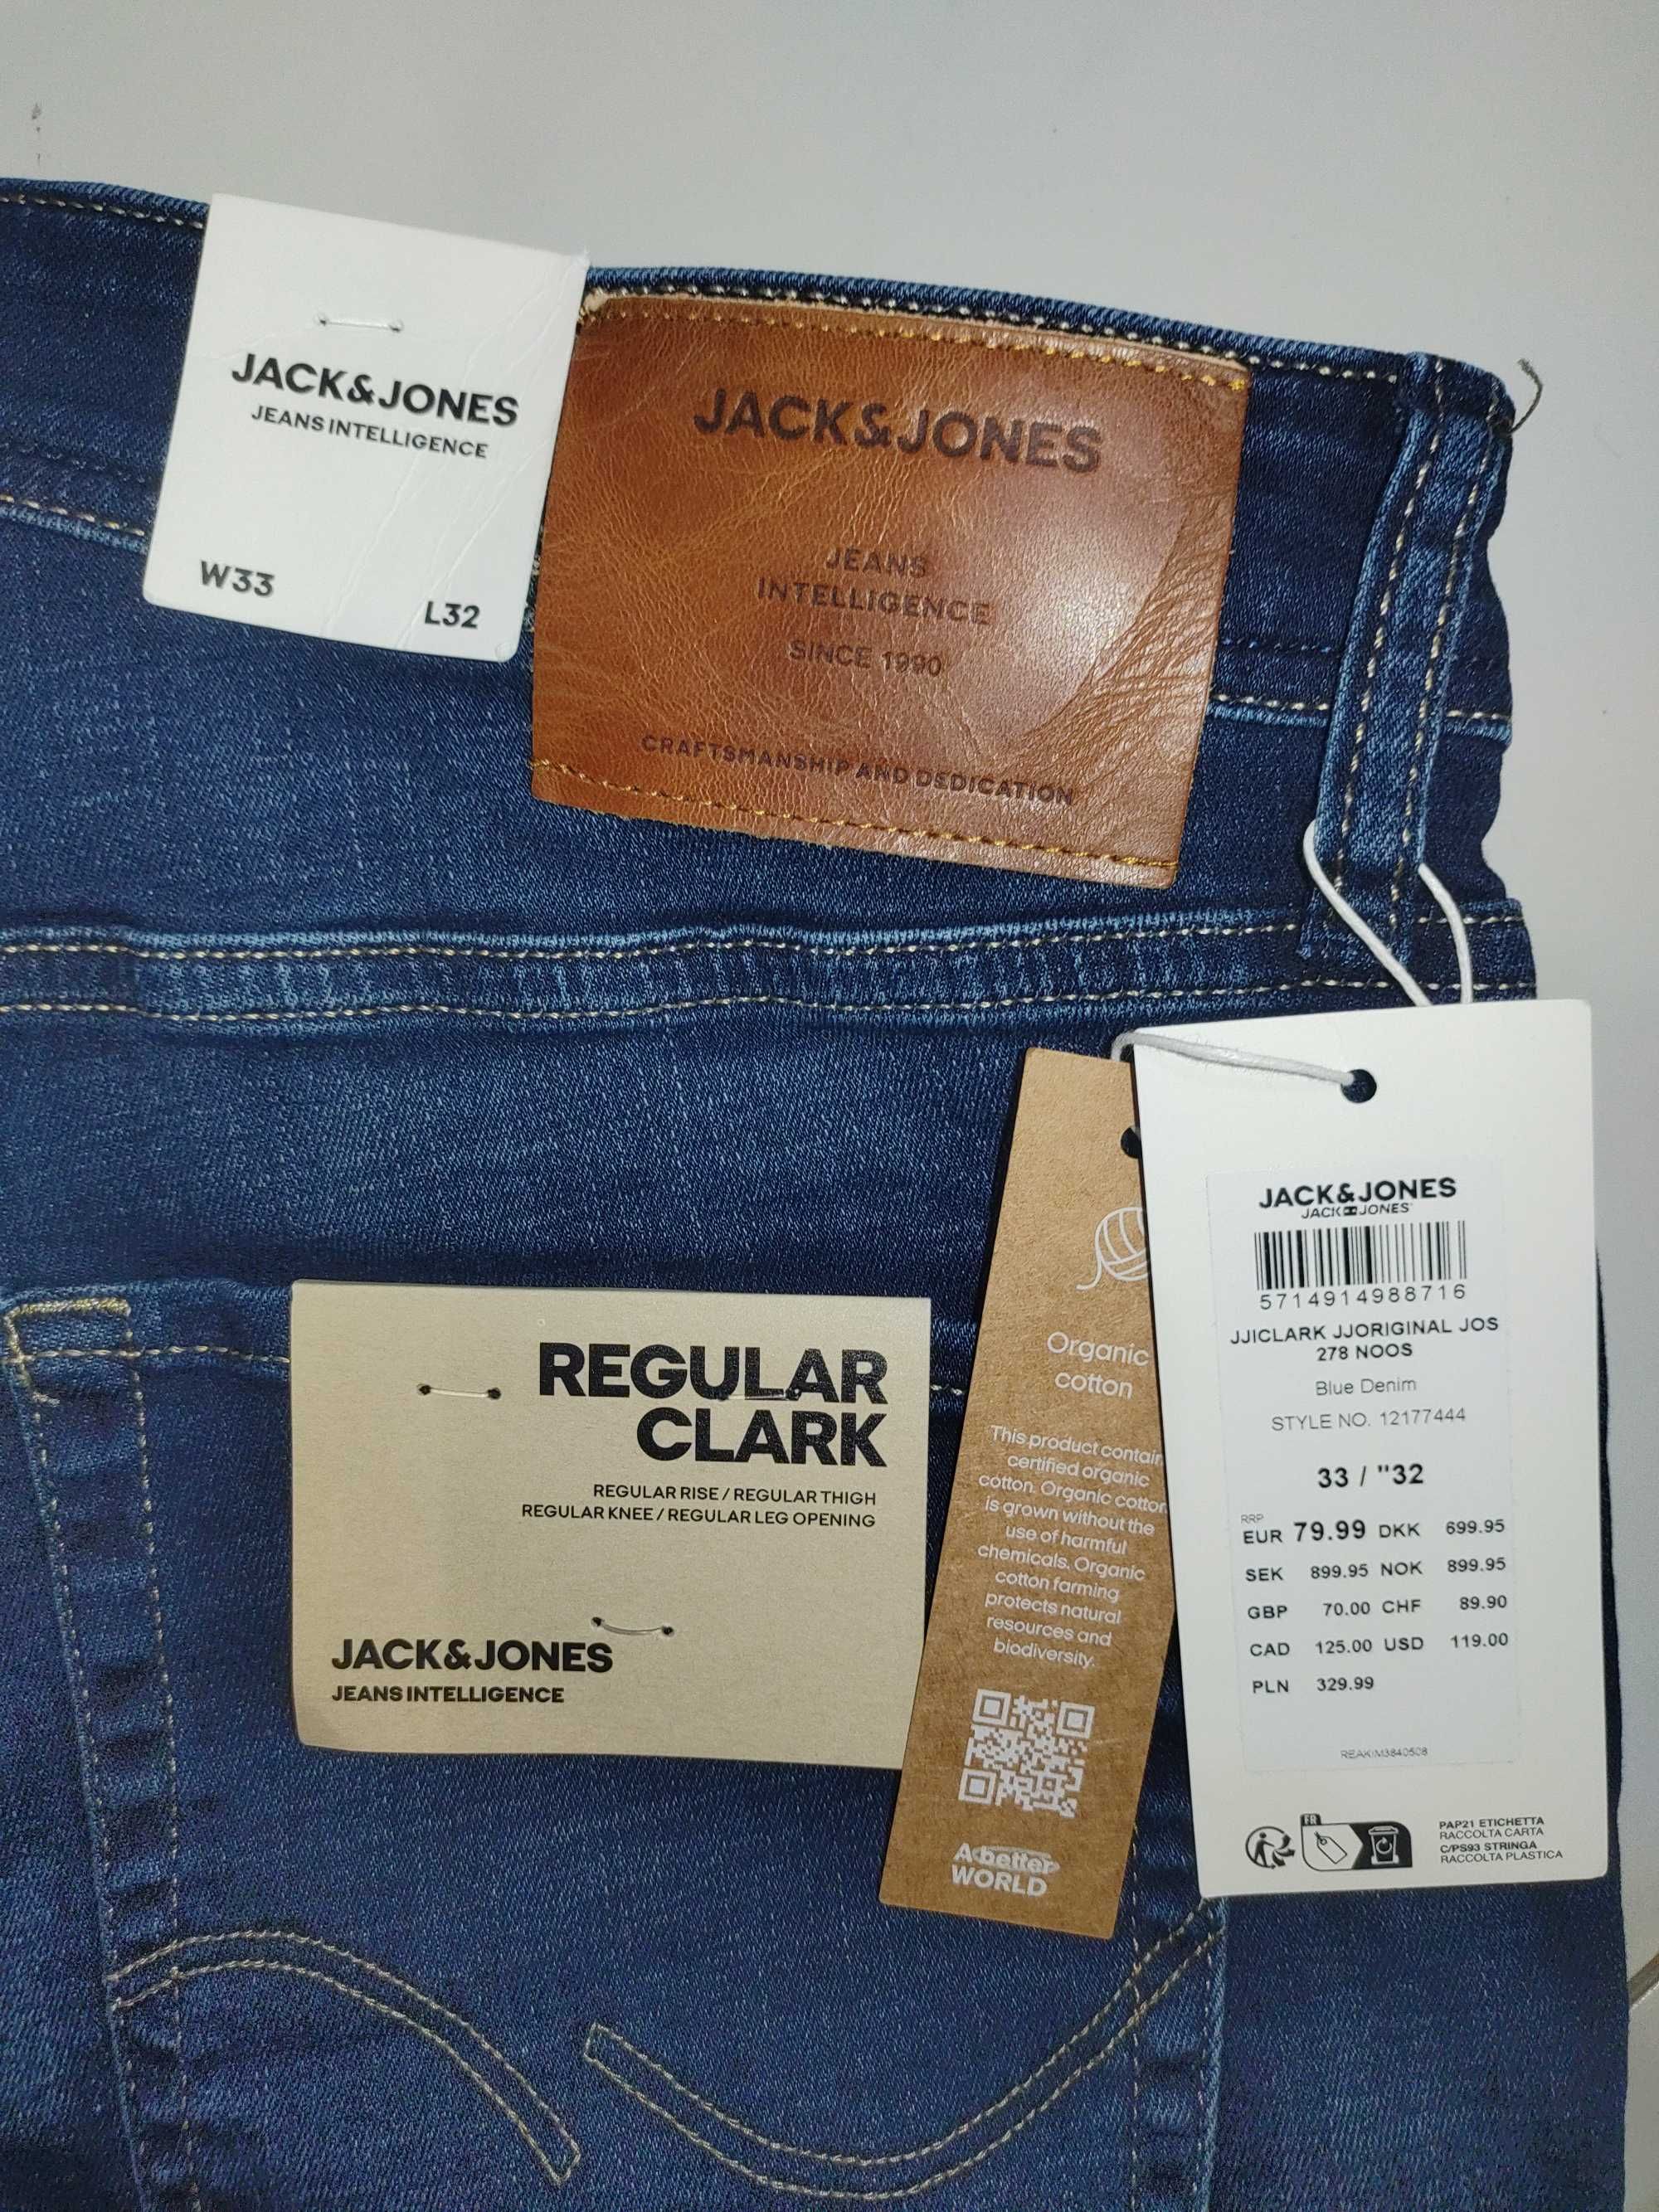 JACK&JONES
JEANS INTELLIGENCE
W33
L32
JACK&JONES
JEANS
INTELLIGENCE
SINCE 1990
CRAFTSMANSHIP AND DEDICATION
REGULAR
CLARK
REGULAR RISE / REGULAR THIGH
REGULAR KNEE / REGULAR LEG OPENING
JACK&JONES
JEANS INTELLIGENCE
Organic
cotton
This product contain
certified organic
cotton. Organic cotton
is grown without the
use of harmful
chemicals. Organic
cotton farming
protects natural
resources and
biodiversity.
A better
WORLD
JACK&JONES
JACK JONES
5714914988716
JJICLARK JJORIGINAL JOS
278 NOOS
Blue Denim
STYLE NO. 12177444
33 / "32
RRP
EUR 79.99 DKK 699.95
SEK 899.95 NOK 899.95
GBP 70.00 CHF 89.90
CAD 125.00 USD 119.00
PLN 329.99
REAKIM3840508
FR
PAP21 ETICHETTA
RACCOLTA CARTA
C/PS93 STRINGA
RACCOLTA PLASTICA